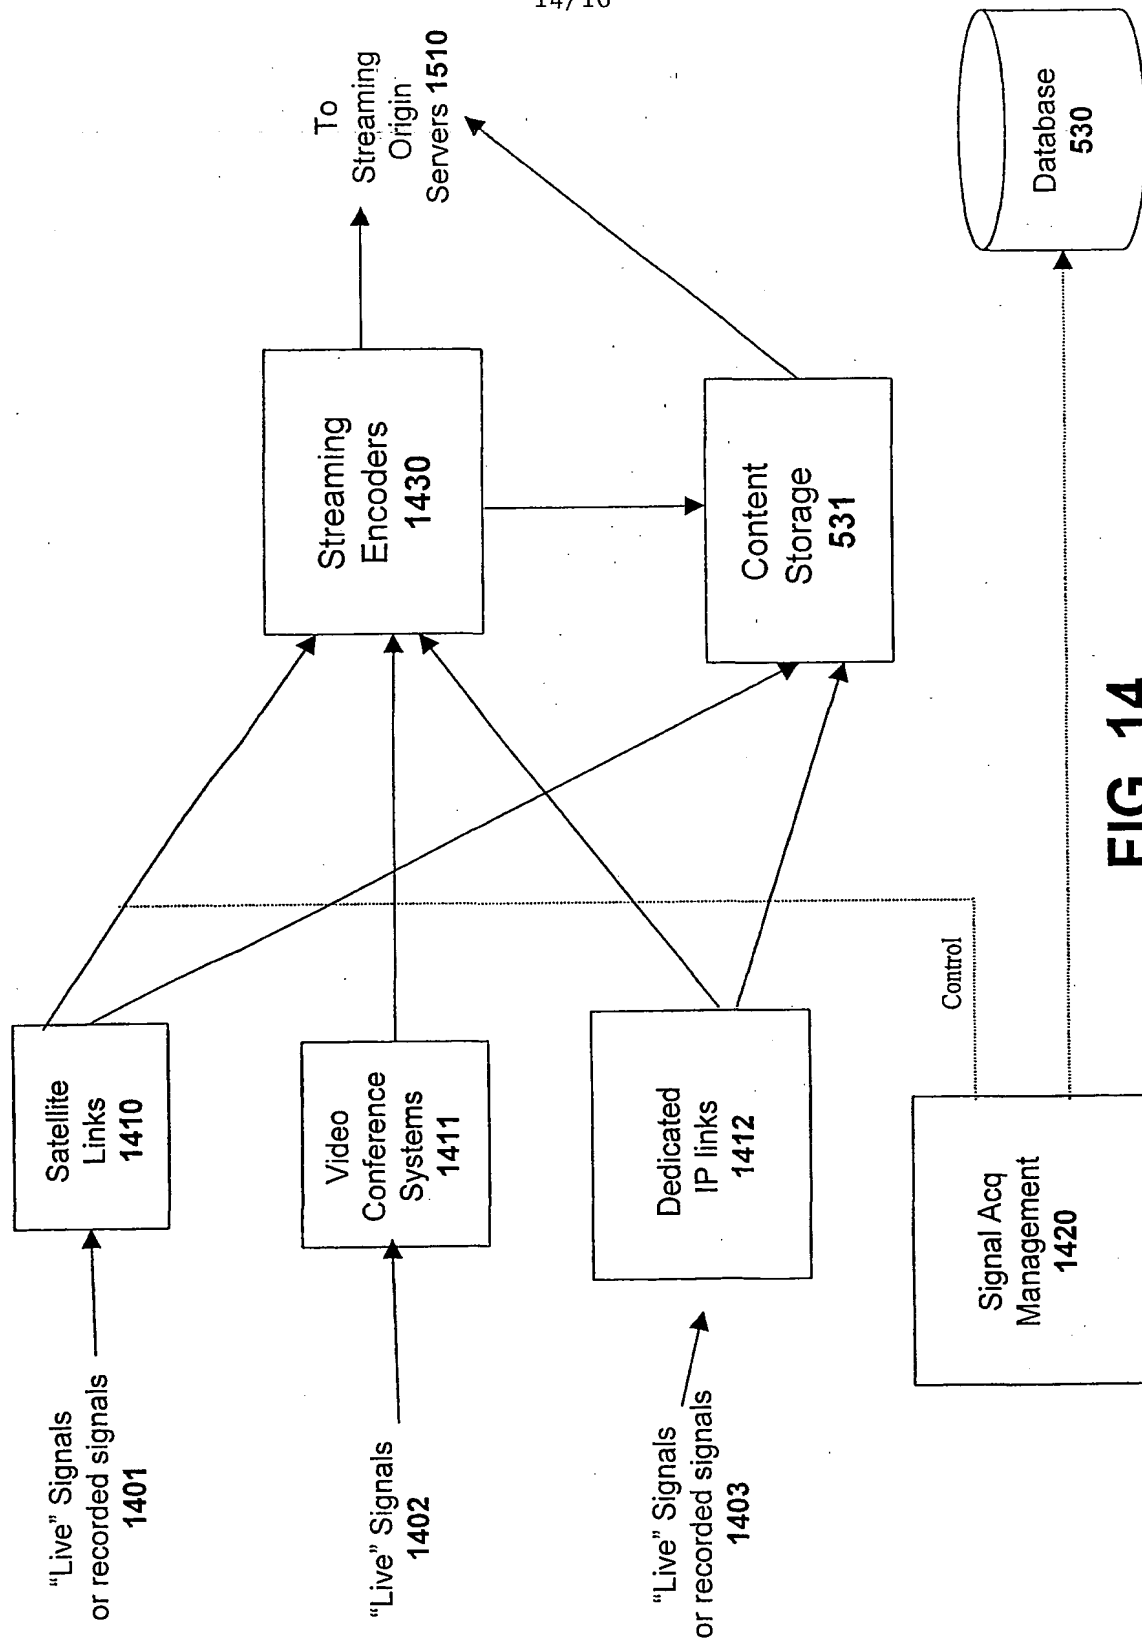 14/16
"Live" Signals
or recorded signals
1401
Satellite
Links
1410
"Live" Signals
1402
Video
Conference
Systems
1411
"Live" Signals
or recorded signals
1403
Dedicated
IP links
1412
Signal Acq
Management
1420
Control
Streaming
Encoders
1430
Content
Storage
531
To
Streaming
Origin
Servers 1510
Database
530
FIG. 14